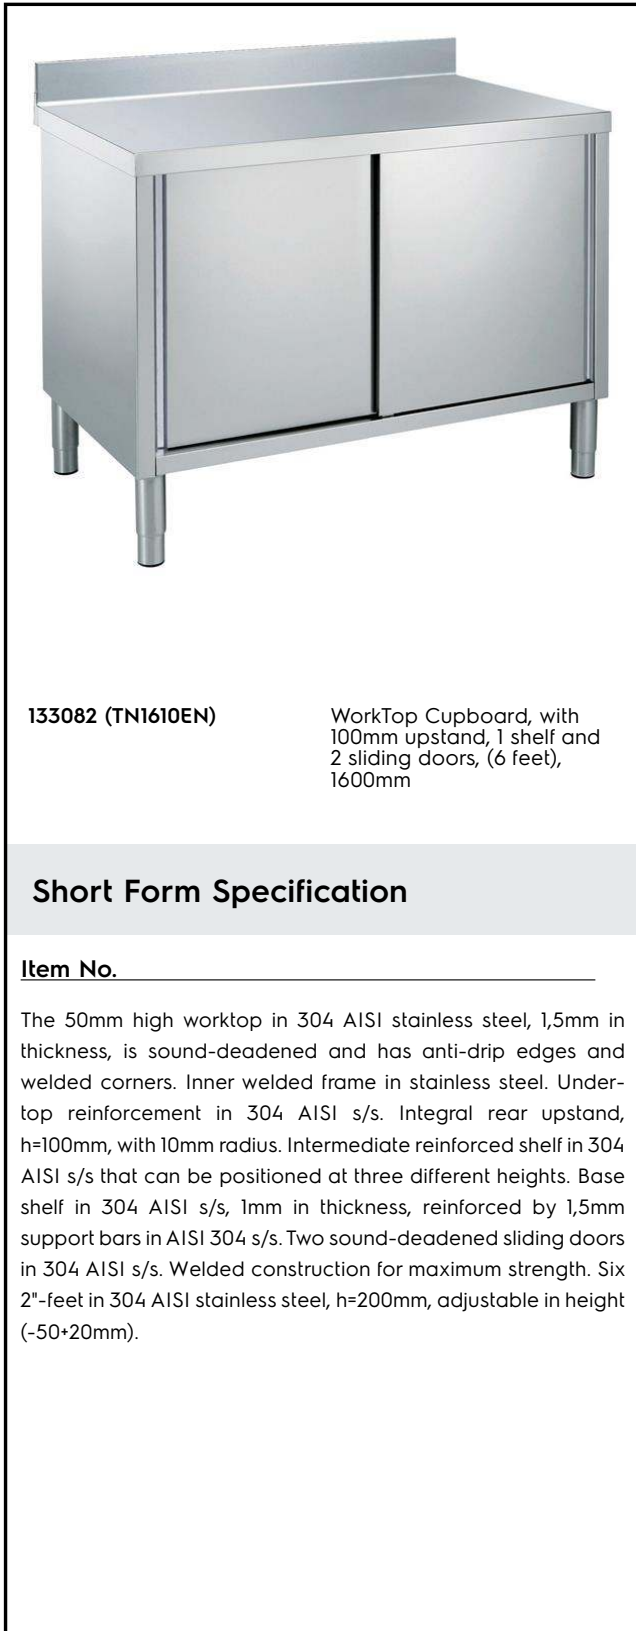 133082 (TN1610EN)
WorkTop Cupboard, with
100mm upstand, 1 shelf and
2 sliding doors, (6 feet),
1600mm
Short Form Specification
Item No.
The 50mm high worktop in 304 AISI stainless steel, 1,5mm in
thickness, is sound-deadened and has anti-drip edges and
welded corners. Inner welded frame in stainless steel. Under-
top reinforcement in 304 AISI s/s. Integral rear upstand,
h=100mm, with 10mm radius. Intermediate reinforced shelf in 304
AISI s/s that can be positioned at three different heights. Base
shelf in 304 AISI s/s, 1mm in thickness, reinforced by 1,5mm
support bars in AISI 304 s/s. Two sound-deadened sliding doors
in 304 AISI s/s. Welded construction for maximum strength. Six
2"-feet in 304 AISI stainless steel, h=200mm, adjustable in height
(-50+20mm).